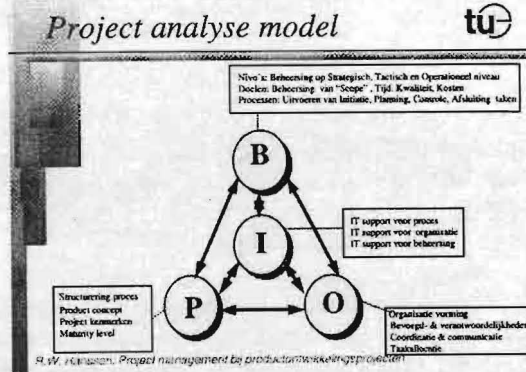 Project analyse model
tu/e
Nivo's: Beheersing op Strategisch, Tactisch en Operationeel niveau
Doelen: Beheersing van "Scope", Tijd, Kwaliteit, Kosten
Processen: Uitvoeren van Initiatie, Planning, Controle, Afsluiting taken
B
IT support voor proces
IT support voor organisatie
IT support voor beheersing
I
Structurering proces
Product concept
Project kenmerken
Maturity level
P
O
Organisatie vorming
Bevoegd- & verantwoordelijkheden
Coordinatie & communicatie
Taakallocatie
R.W. Project management bij productontwikkelingsprojecten